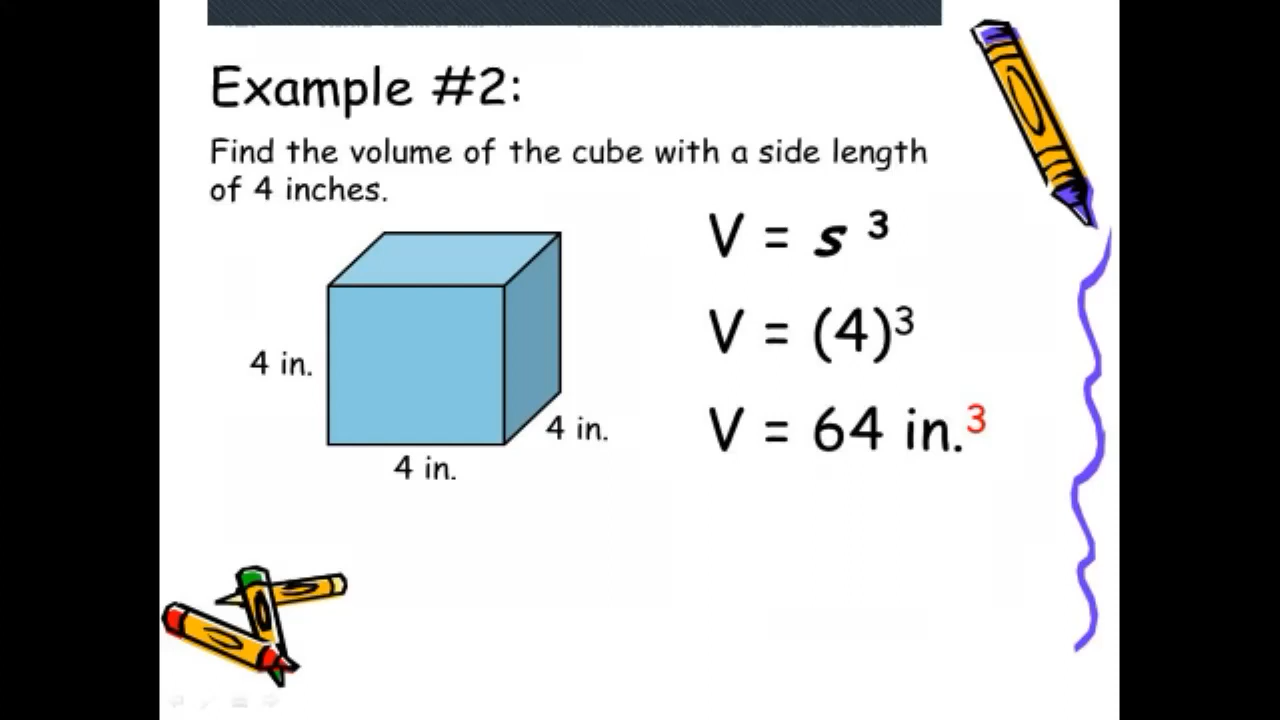 Example #2:
Find the volume of the cube with a side length
of 4 inches.
V = s ³
V = (4)³
4 in.
V = 64 in.³
4 in.
4 in.